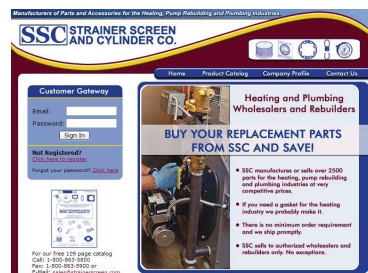 Manufacturers of Parts and Accessories for the Heating, Pump Rebuilding and Plumbing Industries
SSC STRAINER SCREEN
AND CYLINDER CO.
Home Product Catalog Company Profile Contact Us
Customer Gateway
Email:
Password:
Sign In
Not Registered?
Click here to register
Forgot your password? Click here
For our free 109 page catalog
Call: 1-800-863-5800
Fax: 1-800-863-5900 or
E-Mail: sales@strainerscreen.com
Heating and Plumbing
Wholesalers and Rebuilders
BUY YOUR REPLACEMENT PARTS
FROM SSC AND SAVE!
• SSC manufactures or sells over 2500
parts for the heating, pump rebuilding
and plumbing industries at very
competitive prices.
• If you need a gasket for the heating
industry we probably make it.
• There is no minimum order requirement
and we ship promptly.
• SSC sells to authorized wholesalers and
rebuilders only. No exceptions.